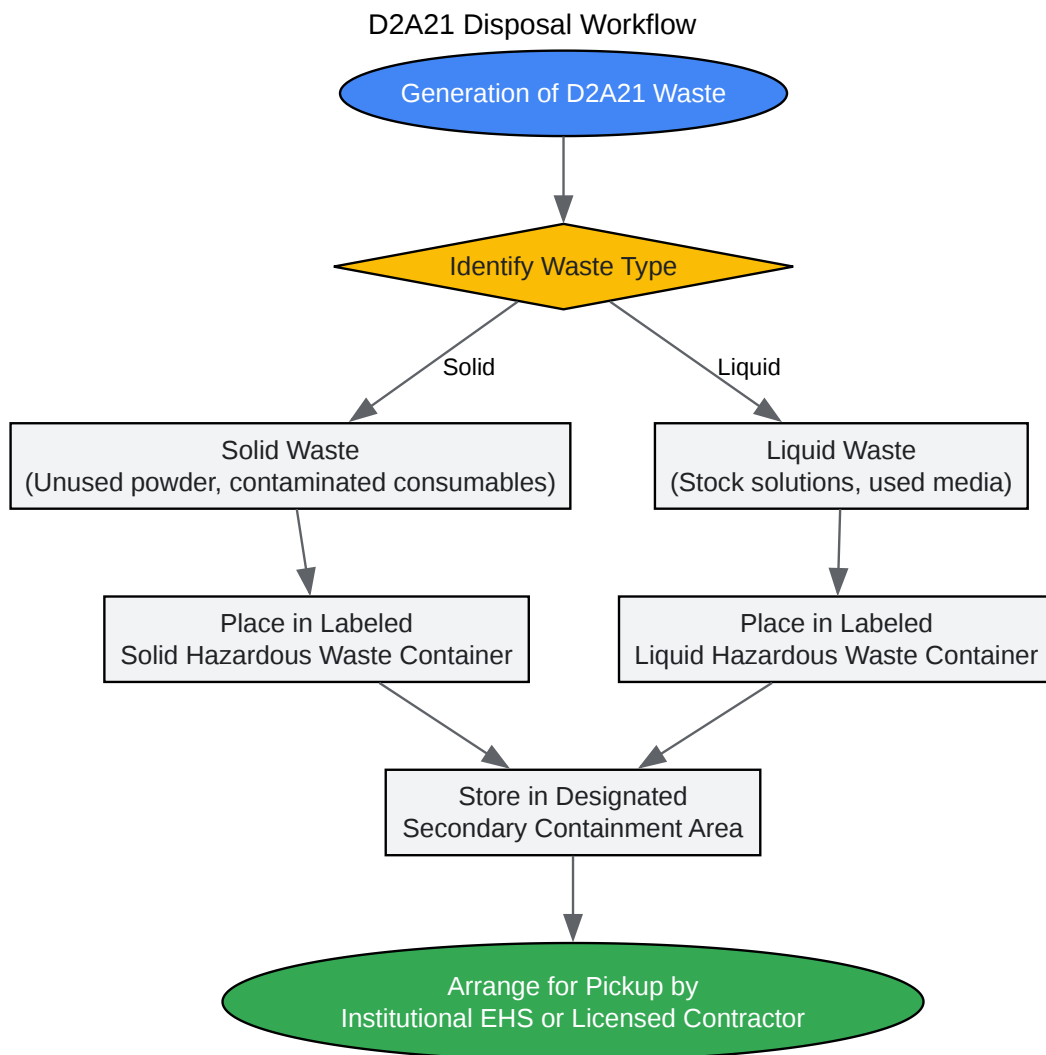 D2A21 Disposal Workflow
Generation of D2A21 Waste
Identify Waste Type
Solid
Liquid
Solid Waste
(Unused powder, contaminated consumables)
Liquid Waste
(Stock solutions, used media)
Place in Labeled
Solid Hazardous Waste Container
Place in Labeled
Liquid Hazardous Waste Container
Store in Designated
Secondary Containment Area
Arrange for Pickup by
Institutional EHS or Licensed Contractor